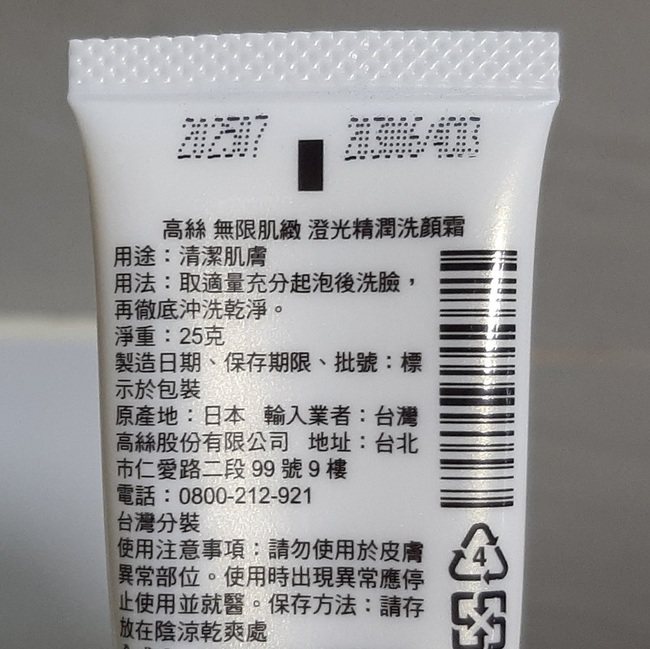 202507
高絲 無限肌緻 澄光精潤洗顏霜
用途：清潔肌膚
用法：取適量充分起泡後洗臉，
再徹底沖洗乾淨。
淨重：25克
製造日期、保存期限、批號：標
示於包裝
原產地：日本 輸入業者：台灣
高絲股份有限公司 地址：台北
市仁愛路二段 99 號 9 樓
電話：0800-212-921
台灣分裝
使用注意事項：請勿使用於皮膚
異常部位。使用時出現異常應停
止使用並就醫。保存方法：請存
放在陰涼乾爽處
4